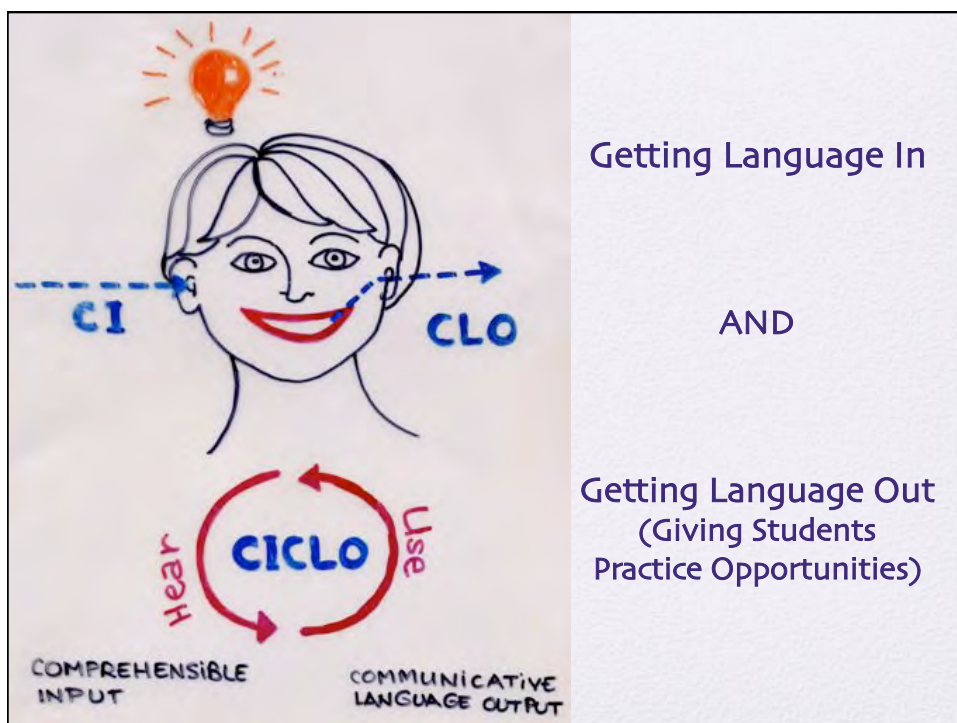 CI
CLO
Hear
CICLO
Use
COMPREHENSIBLE
INPUT
COMMUNICATIVE
LANGUAGE OUTPUT
Getting Language In
AND
Getting Language Out
(Giving Students
Practice Opportunities)